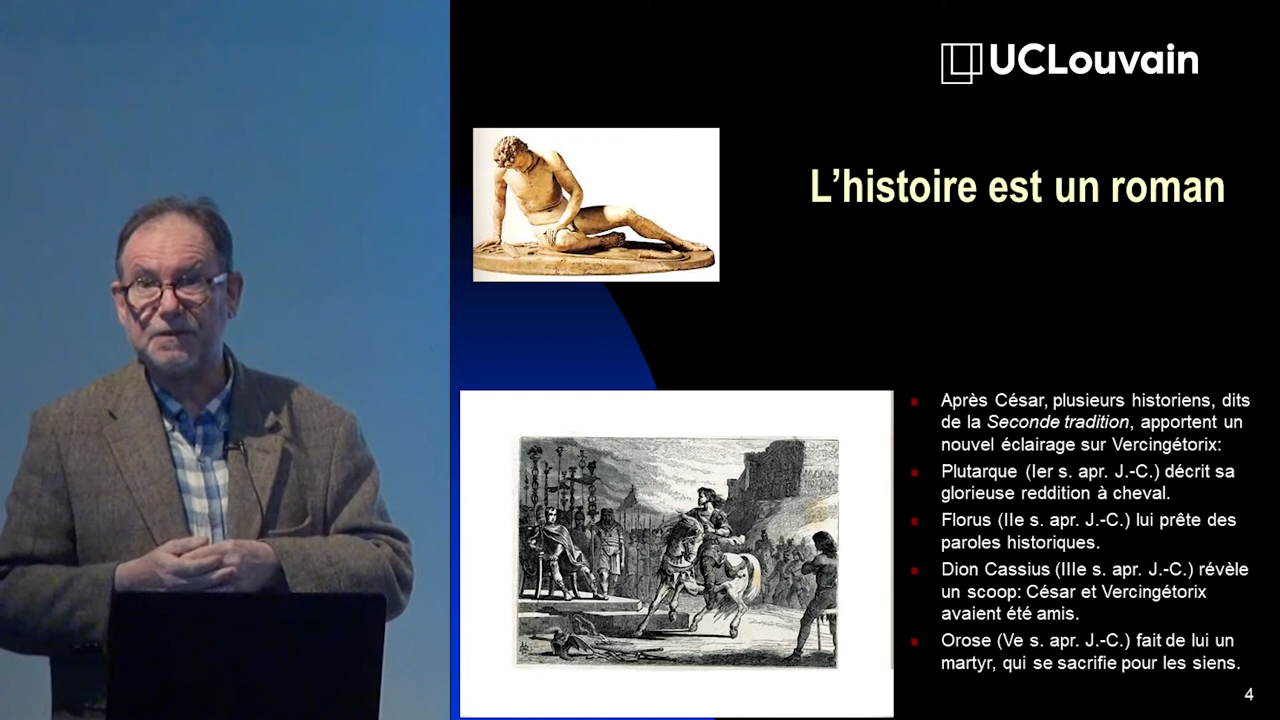 UCLouvain
L’histoire est un roman
Après César, plusieurs historiens, dits
de la Seconde tradition, apportent un
nouvel éclairage sur Vercingétorix:
Plutarque (Ier s. apr. J.-C.) décrit sa
glorieuse reddition à cheval.
Florus (IIe s. apr. J.-C.) lui prête des
paroles historiques.
Dion Cassius (IIIe s. apr. J.-C.) révèle
un scoop: César et Vercingétorix
avaient été amis.
Orose (Ve s. apr. J.-C.) fait de lui un
martyr, qui se sacrifie pour les siens.
4